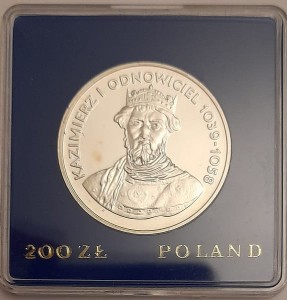 KAZIMIERZ I ODNOWICIEL 1039-1058
200 ZŁ POLAND